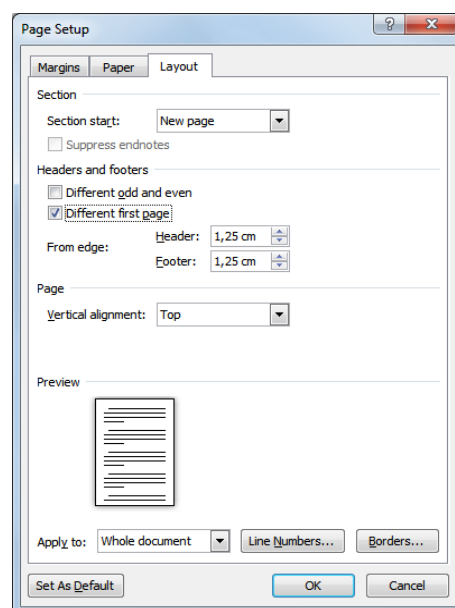 Page Setup
Margins Paper Layout
Section
Section start: New page
Suppress endnotes
Headers and footers
Different odd and even
Different first page
From edge:
Header: 1,25 cm
Footer: 1,25 cm
Page
Vertical alignment: Top
Preview
Apply to: Whole document Line Numbers... Borders...
Set As Default OK Cancel